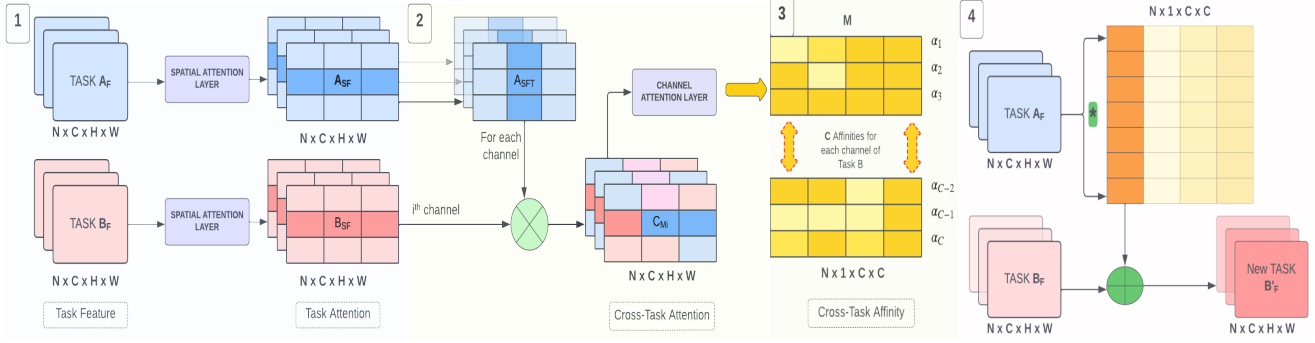 1
TASK A_F
N x C x H x W
SPATIAL ATTENTION
LAYER
A_SF
N x C x H x W
TASK B_F
N x C x H x W
SPATIAL ATTENTION
LAYER
B_SF
N x C x H x W
Task Feature
Task Attention
2
A_SFT
For each
channel
i^th channel
CHANNEL
ATTENTION LAYER
C_Mi
N x C x H x W
Cross-Task Attention
3
M
α_1
α_2
α_3
C Affinities for
each channel of
Task B
α_C−2
α_C−1
α_C
N x 1 x C x C
Cross-Task Affinity
4
N x 1 x C x C
TASK A_F
N x C x H x W
*
TASK B_F
N x C x H x W
New TASK
B'_F
N x C x H x W